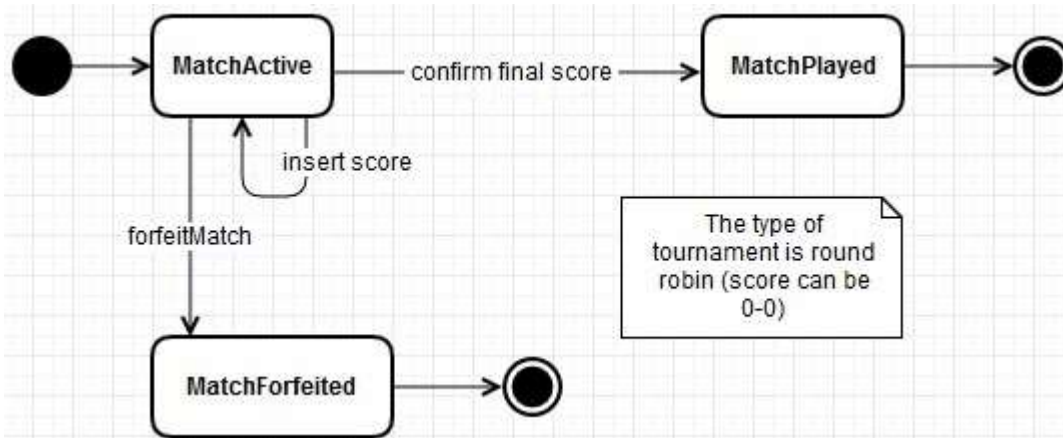 MatchActive
confirm final score
MatchPlayed
insert score
forfeitMatch
The type of
tournament is round
robin (score can be
0-0)
MatchForfeited